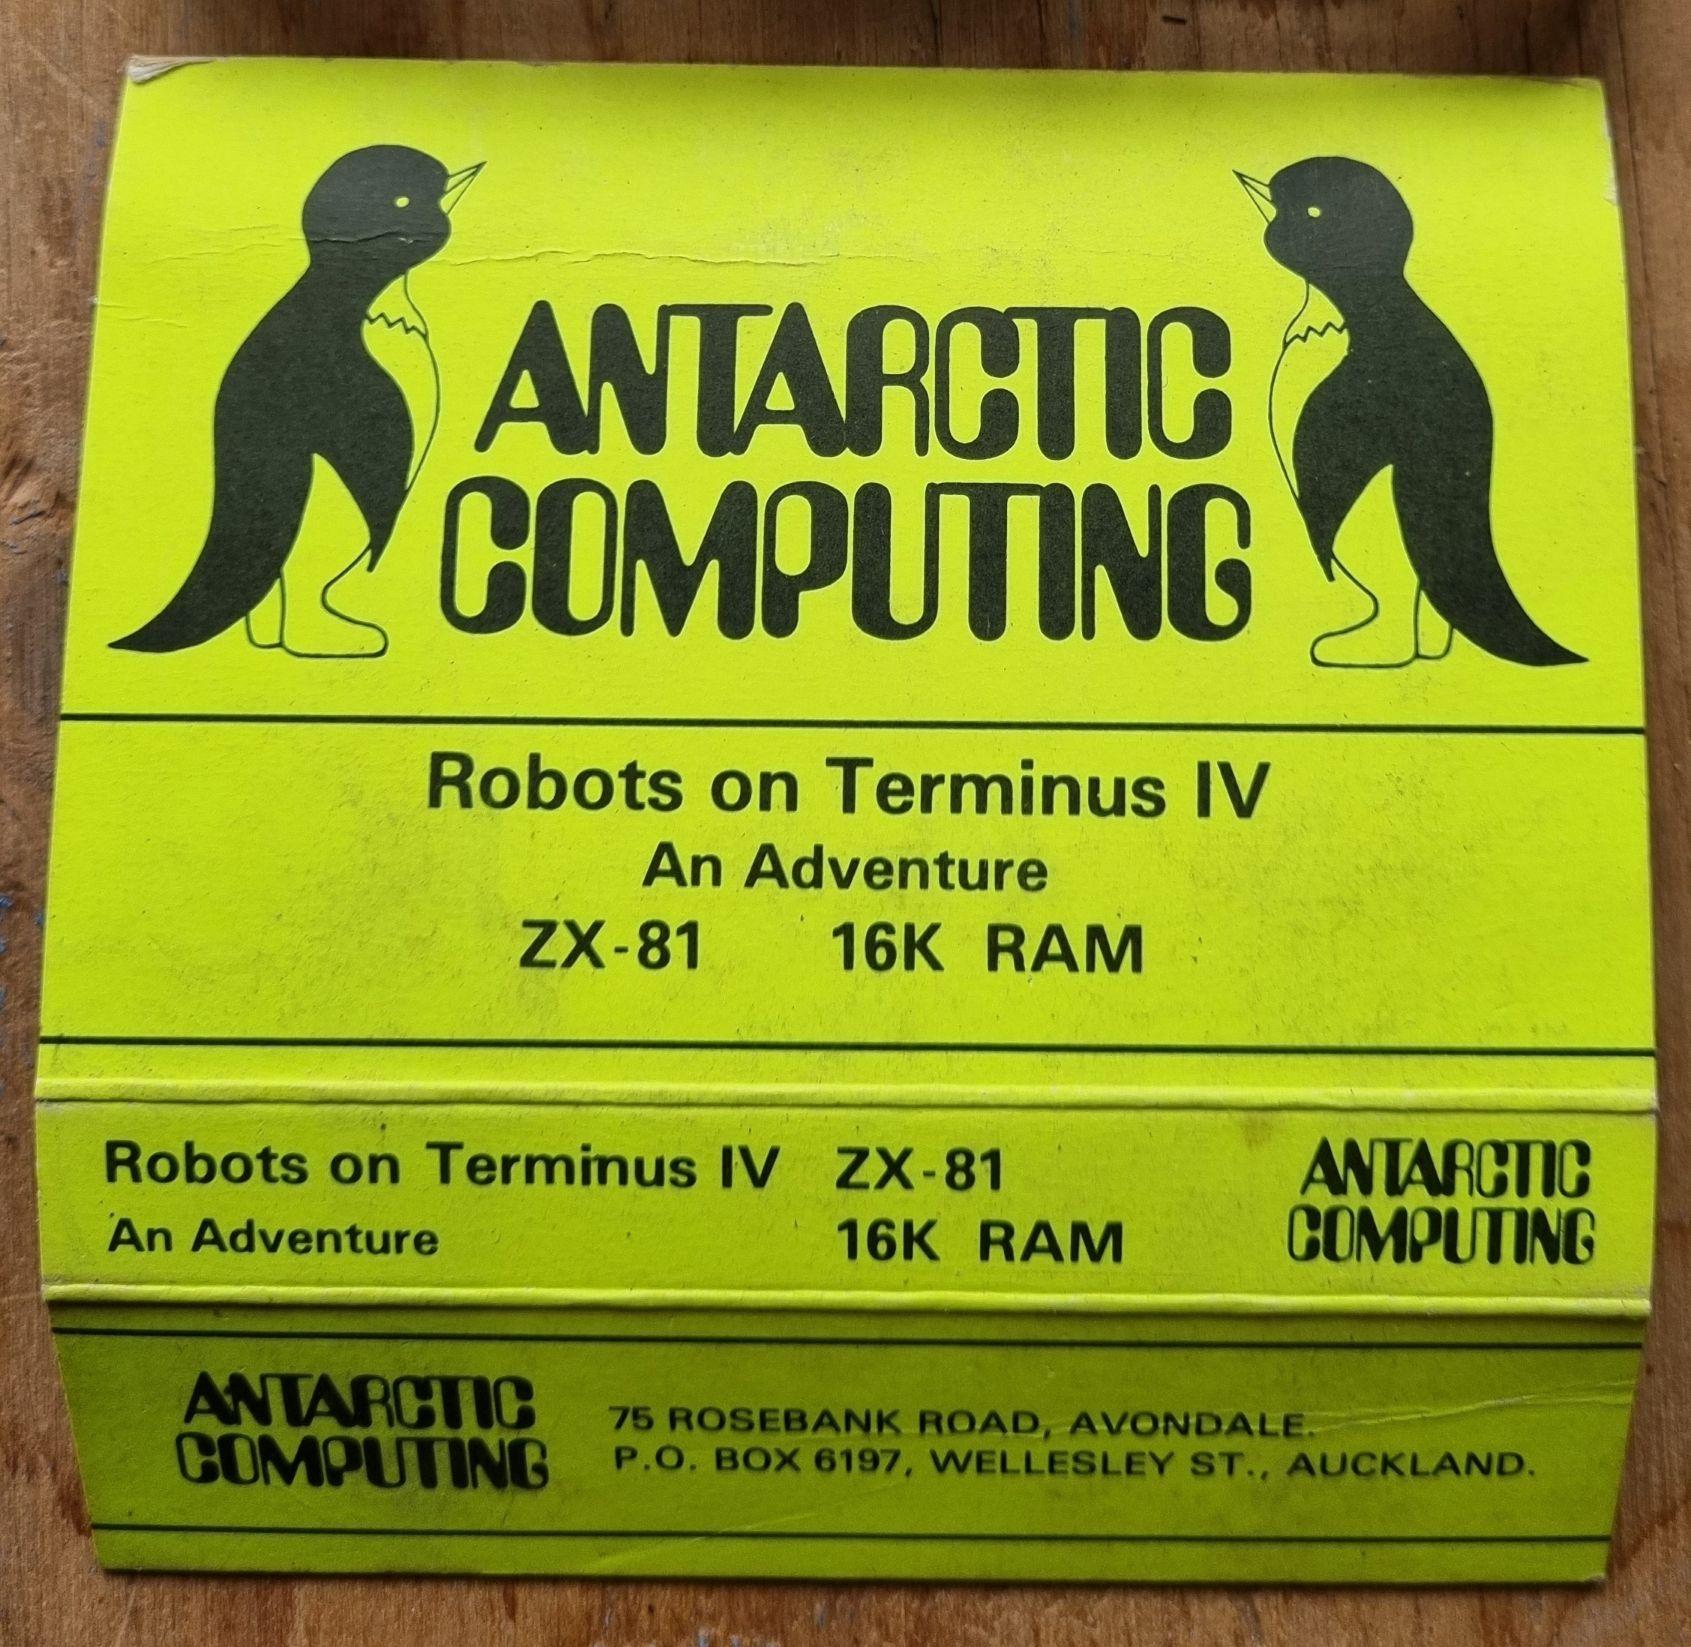 ANTARCTIC
COMPUTING
Robots on Terminus IV
An Adventure
ZX-81 16K RAM
Robots on Terminus IV ZX-81
An Adventure 16K RAM
ANTARCTIC
COMPUTING
ANTARCTIC
COMPUTING
75 ROSEBANK ROAD, AVONDALE.
P.O. BOX 6197, WELLESLEY ST., AUCKLAND.